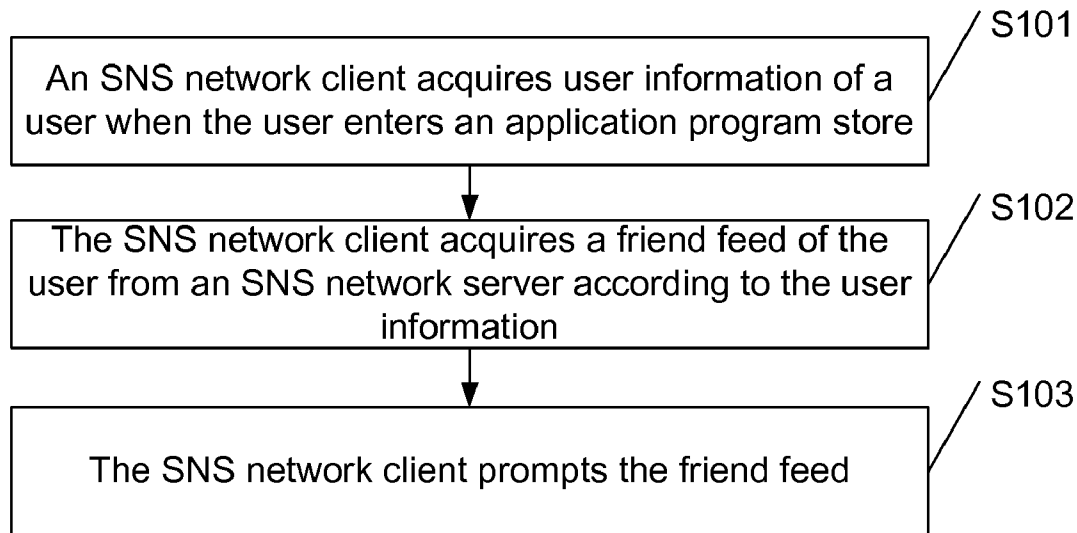 S101
An SNS network client acquires user information of a
user when the user enters an application program store
S102
The SNS network client acquires a friend feed of the
user from an SNS network server according to the user
information
S103
The SNS network client prompts the friend feed